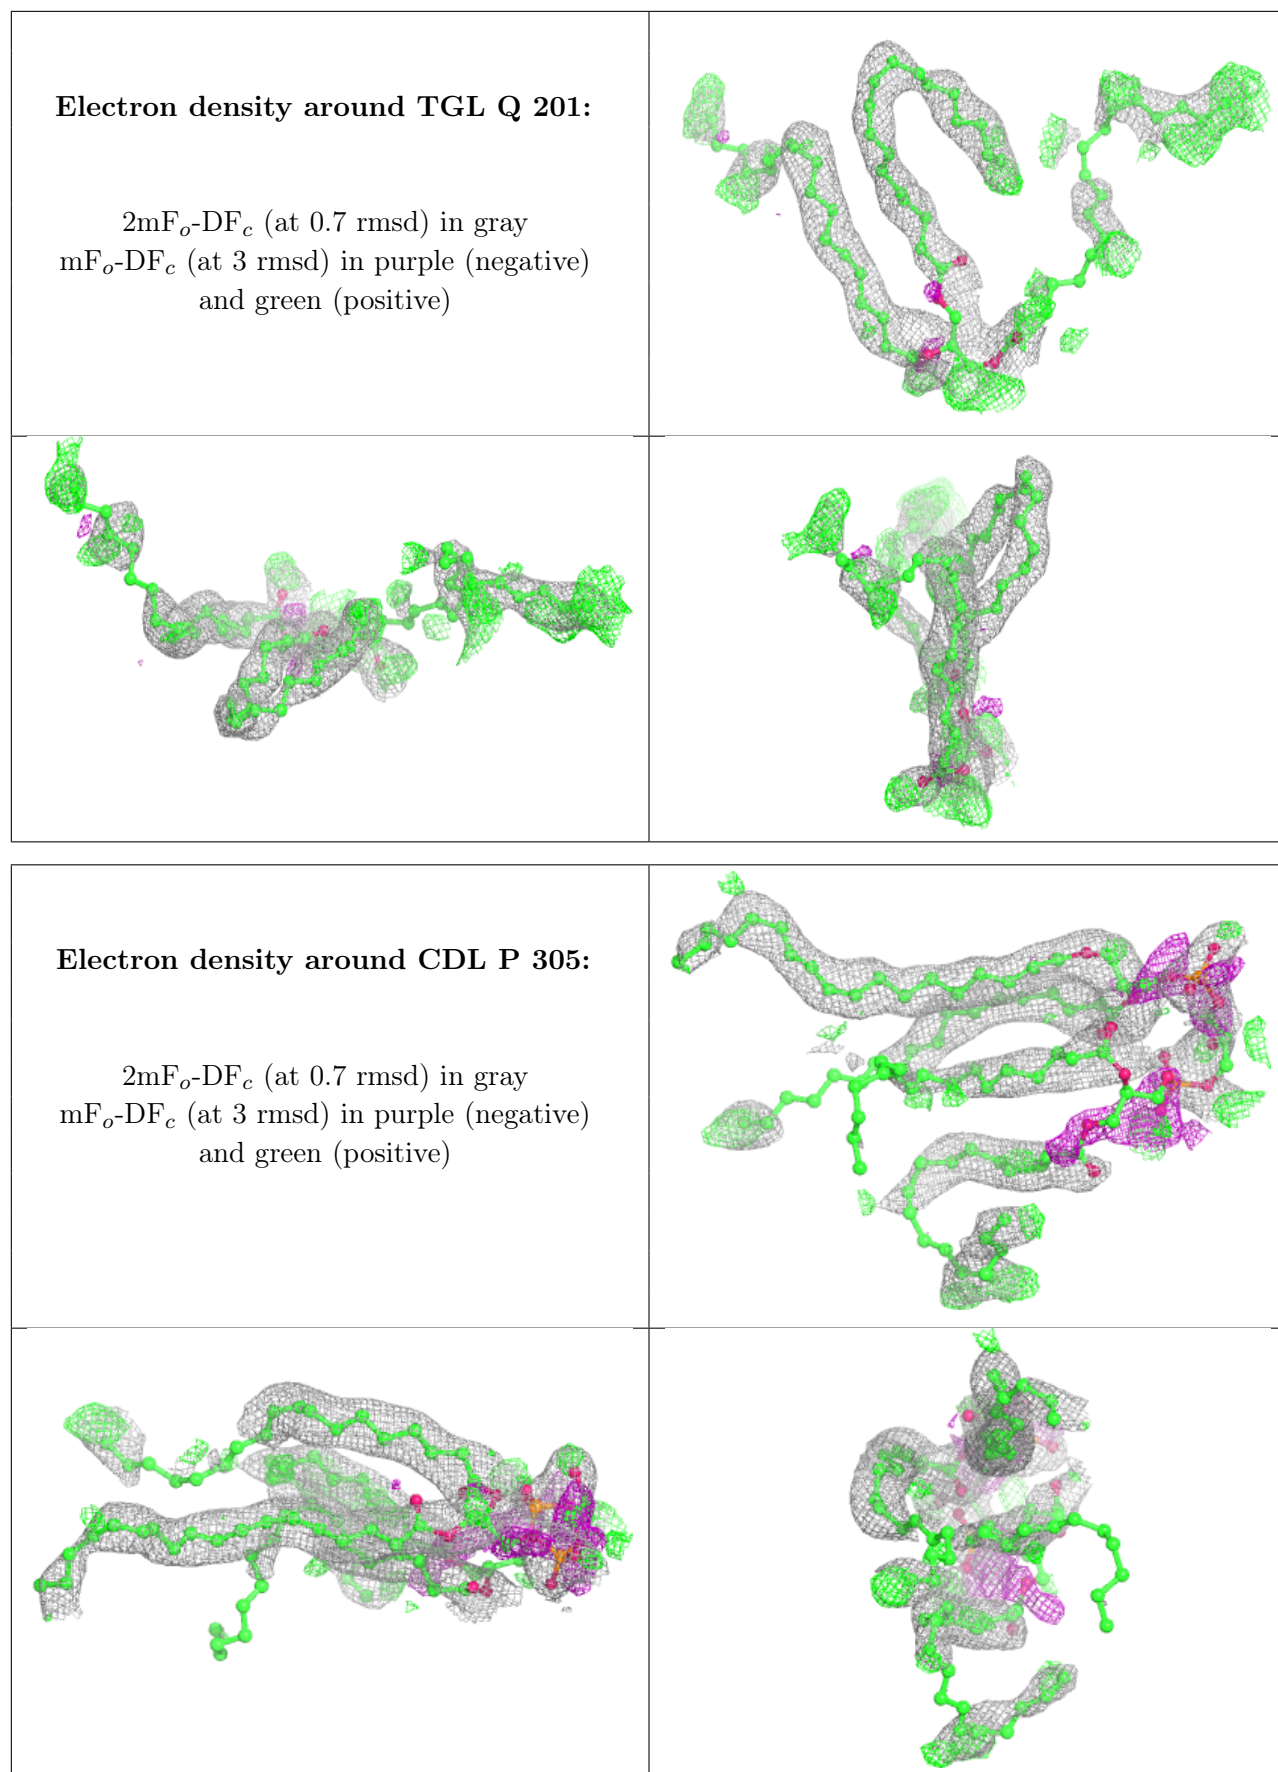 Electron density around TGL Q 201:
2mFo-DFc (at 0.7 rmsd) in gray
mFo-DFc (at 3 rmsd) in purple (negative)
and green (positive)
Electron density around CDL P 305:
2mFo-DFc (at 0.7 rmsd) in gray
mFo-DFc (at 3 rmsd) in purple (negative)
and green (positive)